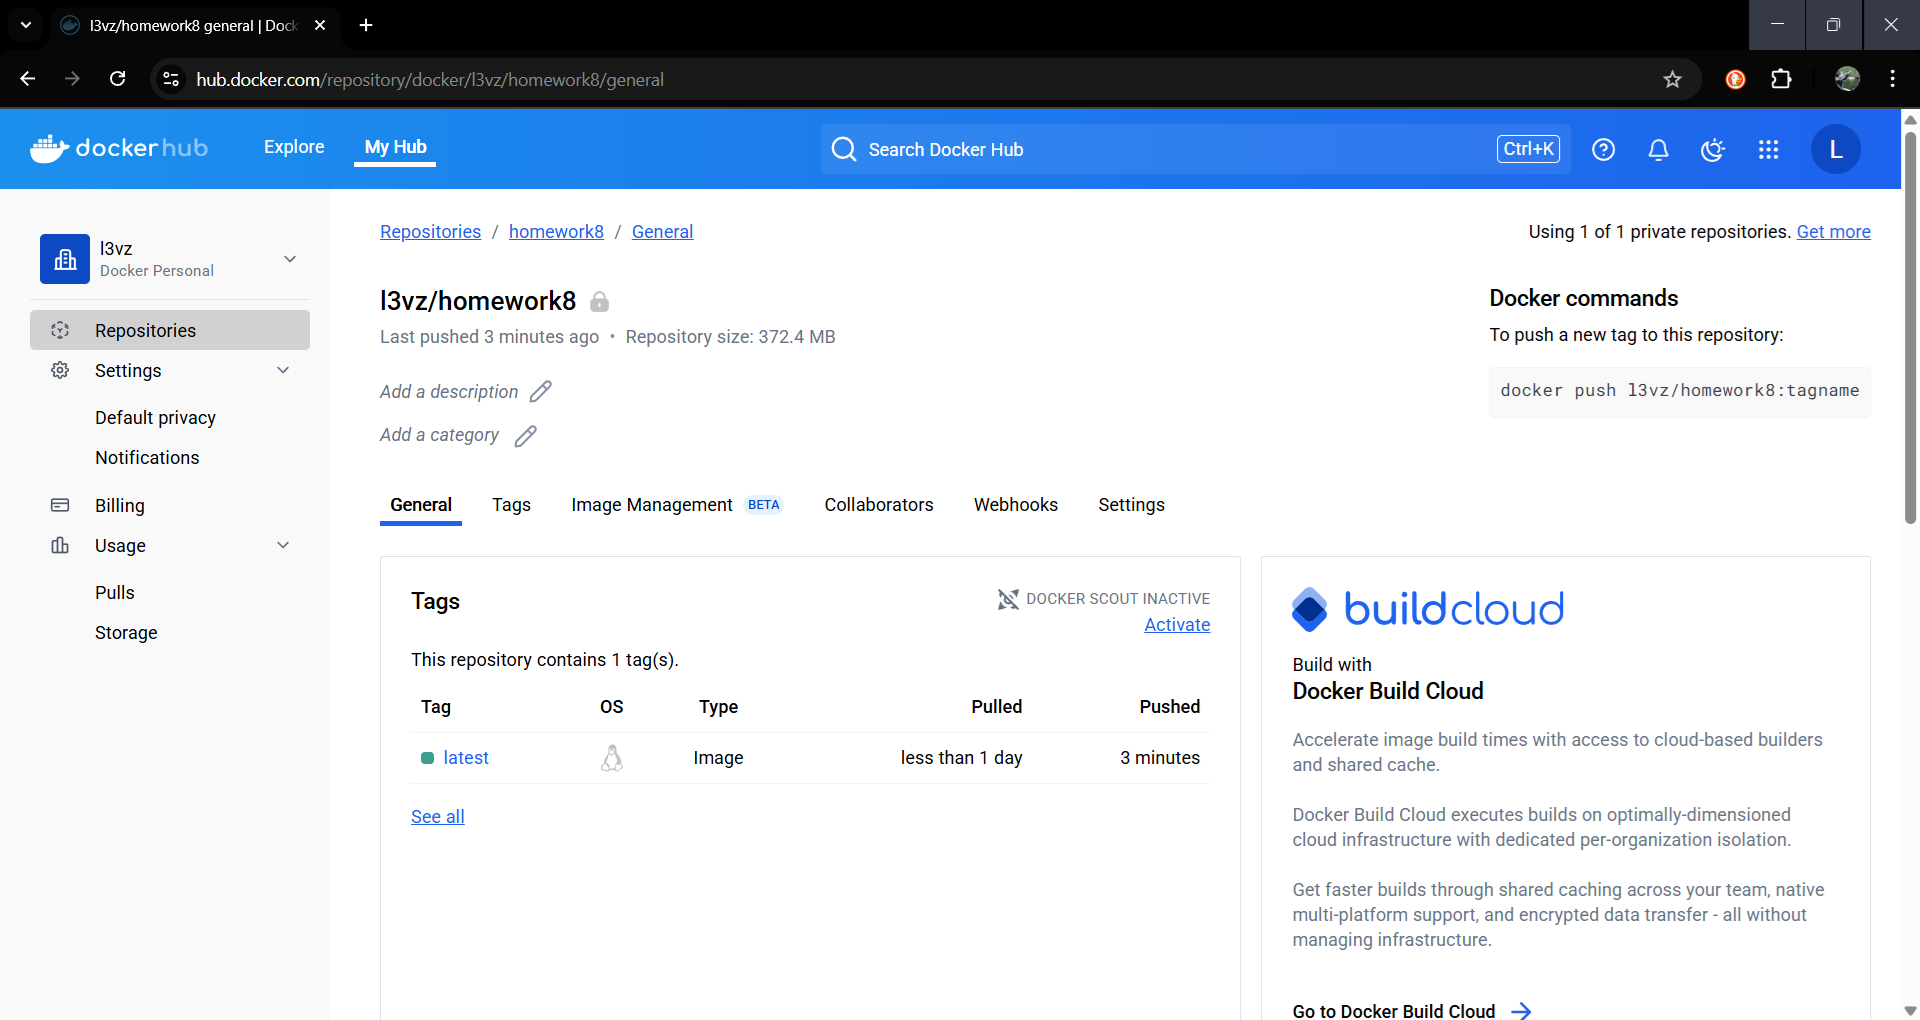 l3vz/homework8 general | Dock
hub.docker.com/repository/docker/l3vz/homework8/general
docker hub
Explore
My Hub
Search Docker Hub
Ctrl+K
L
l3vz
Docker Personal
Repositories
Settings
Default privacy
Notifications
Billing
Usage
Pulls
Storage
Repositories / homework8 / General
Using 1 of 1 private repositories. Get more
l3vz/homework8
Last pushed 3 minutes ago • Repository size: 372.4 MB
Add a description
Add a category
Docker commands
To push a new tag to this repository:
docker push l3vz/homework8:tagname
General
Tags
Image Management BETA
Collaborators
Webhooks
Settings
Tags
DOCKER SCOUT INACTIVE
Activate
This repository contains 1 tag(s).
Tag OS Type Pulled Pushed
latest Image less than 1 day 3 minutes
See all
buildcloud
Build with
Docker Build Cloud
Accelerate image build times with access to cloud-based builders
and shared cache.
Docker Build Cloud executes builds on optimally-dimensioned
cloud infrastructure with dedicated per-organization isolation.
Get faster builds through shared caching across your team, native
multi-platform support, and encrypted data transfer - all without
managing infrastructure.
Go to Docker Build Cloud